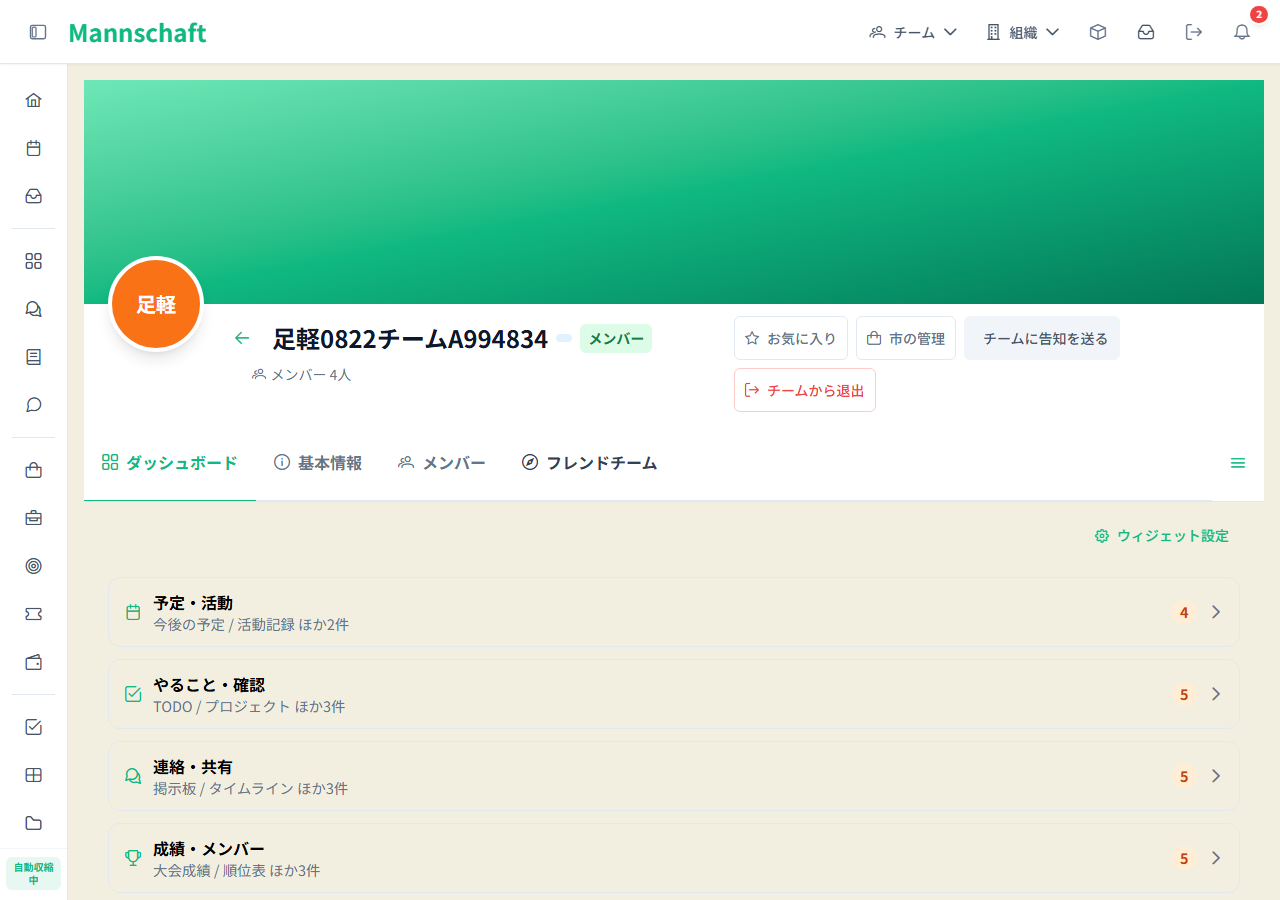 Mannschaft
チーム
組織
2
足軽
足軽0822チームA994834
メンバー
メンバー 4人
お気に入り
市の管理
チームに告知を送る
チームから退出
ダッシュボード
基本情報
メンバー
フレンドチーム
ウィジェット設定
予定・活動
今後の予定 / 活動記録 ほか2件
4
やること・確認
TODO / プロジェクト ほか3件
5
連絡・共有
掲示板 / タイムライン ほか3件
5
成績・メンバー
大会成績 / 順位表 ほか3件
5
自動収縮
中